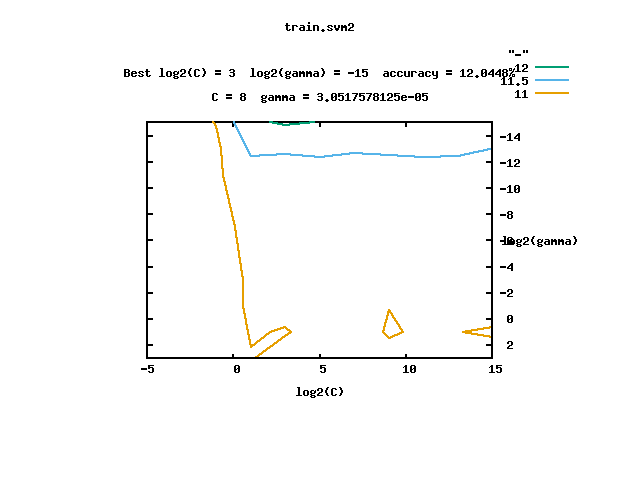 train.svm2
"-"
Best log2(C) = 3 log2(gamma) = -15 accuracy = 12.0448%
12
11.5
C = 8 gamma = 3.0517578125e-05
11
-14
-12
-10
-8
-6
log2(gamma)
-4
-2
0
2
-5 0 5 10 15
log2(C)